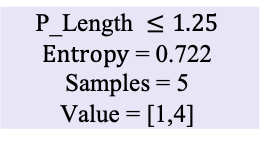 P_Length ≤ 1.25
Entropy = 0.722
Samples = 5
Value = [1,4]